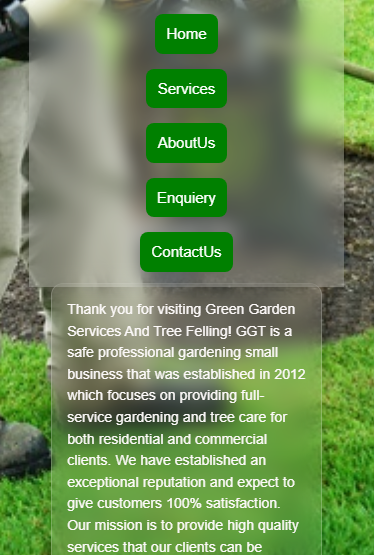 Home
Services
AboutUs
Enquiery
ContactUs
Thank you for visiting Green Garden
Services And Tree Felling! GGT is a
safe professional gardening small
business that was established in 2012
which focuses on providing full-
service gardening and tree care for
both residential and commercial
clients. We have established an
exceptional reputation and expect to
give customers 100% satisfaction.
Our mission is to provide high quality
services that our clients can be